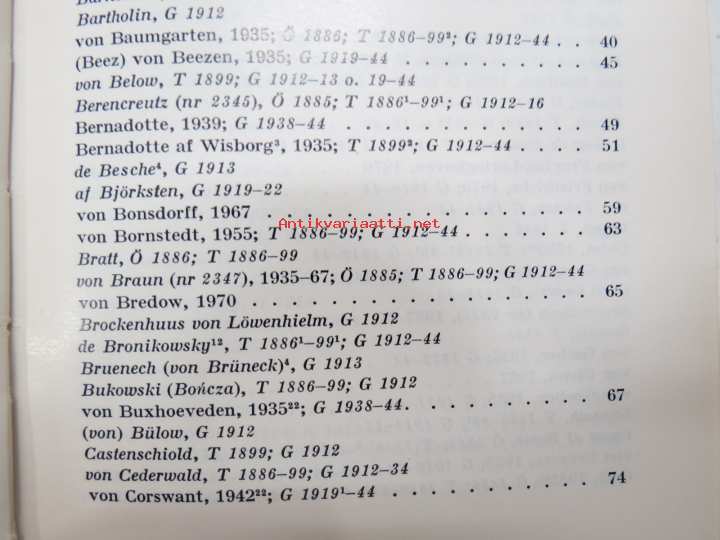 Bartholin, G 1912
von Baumgarten, 1935; Ö 1886; T 1886–99²; G 1912–44 . . 40
(Beez) von Beezen, 1935; G 1919–44 . . . . . . . . . . 45
von Below, T 1899; G 1912–13 o. 19–44
Berencreutz (nr 2345), Ö 1885; T 1886¹–99¹; G 1912–16
Bernadotte, 1939; G 1938–44 . . . . . . . . . . . . . 49
Bernadotte af Wisborg³, 1935; T 1899²; G 1912–44 . . . . 51
de Besche⁴, G 1913
af Björksten, G 1919–22
von Bonsdorff, 1967 . . . . . . . . . . . . . . . . . 59
Antikvariaatti.net
von Bornstedt, 1955; T 1886–99; G 1912–44 . . . . . . . 63
Bratt, Ö 1886; T 1886–99
von Braun (nr 2347), 1935–67; Ö 1885; T 1886–99; G 1912–44
von Bredow, 1970 . . . . . . . . . . . . . . . . . . 65
Brockenhuus von Löwenhielm, G 1912
de Bronikowsky¹², T 1886¹–99¹; G 1912–44
Bruenech (von Brüneck)⁴, G 1913
Bukowski (Bończa), T 1886–99; G 1912
von Buxhoeveden, 1935²²; G 1938–44. . . . . . . . . . 67
(von) Bülow, G 1912
Castenschiold, T 1899; G 1912
von Cederwald, T 1886–99; G 1912–34
von Corswant, 1942²²; G 1919¹–44 . . . . . . . . . . . 74